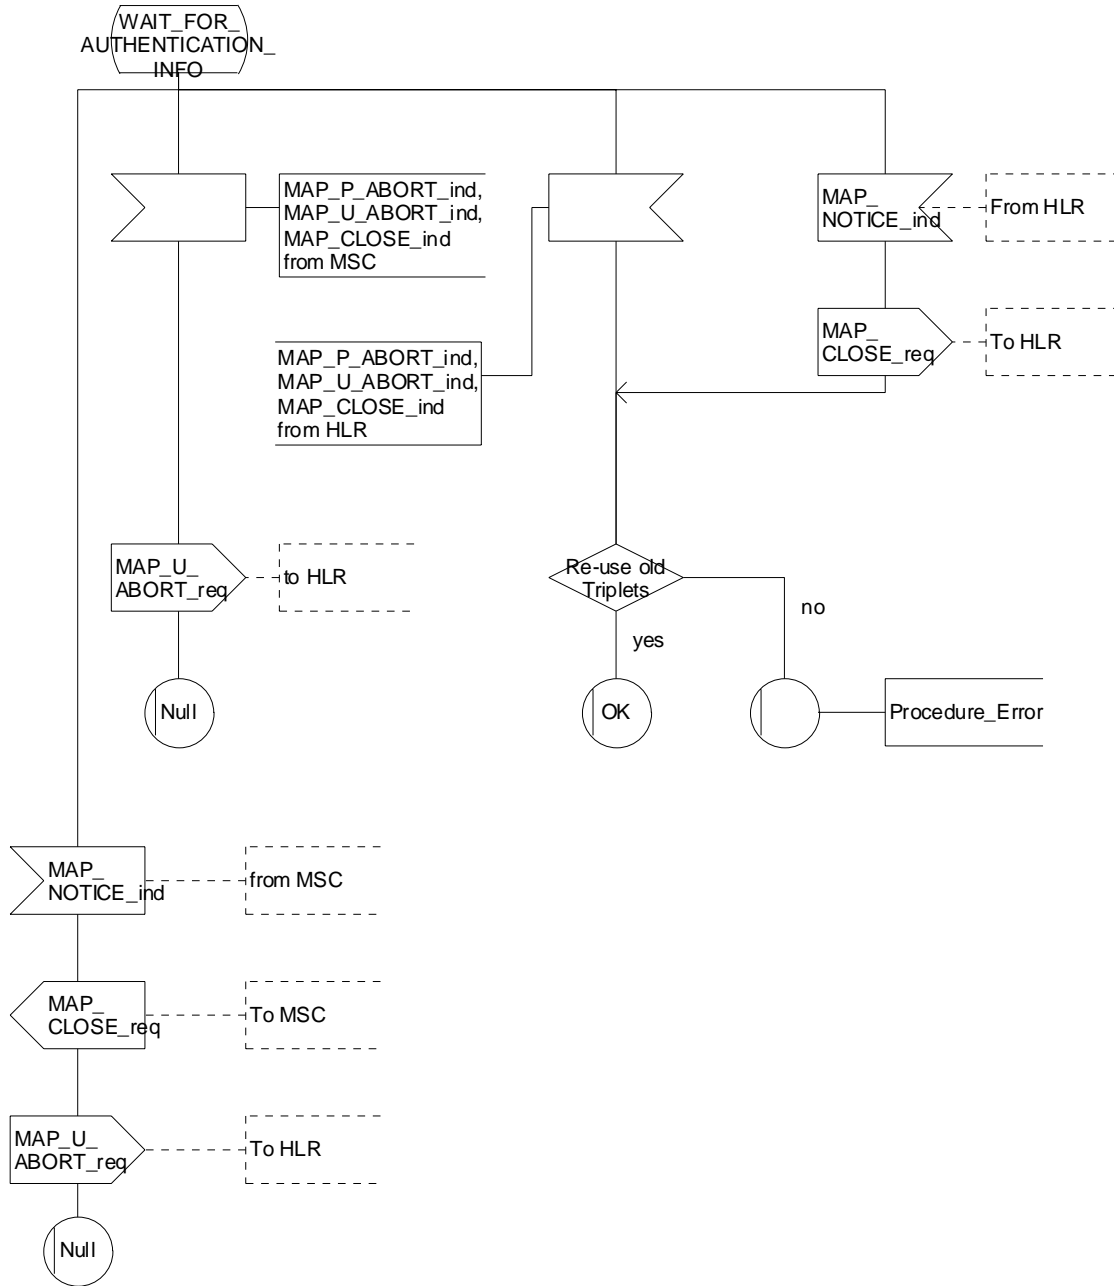 WAIT_FOR_
AUTHENTICATION_
INFO
MAP_P_ABORT_ind,
MAP_U_ABORT_ind,
MAP_CLOSE_ind
from MSC
MAP_
NOTICE_ind
From HLR
MAP_
CLOSE_req
To HLR
MAP_P_ABORT_ind,
MAP_U_ABORT_ind,
MAP_CLOSE_ind
from HLR
MAP_U_
ABORT_req
to HLR
Re-use old
Triplets
no
yes
Null
OK
Procedure_Error
MAP_
NOTICE_ind
from MSC
MAP_
CLOSE_req
To MSC
MAP_U_
ABORT_req
To HLR
Null